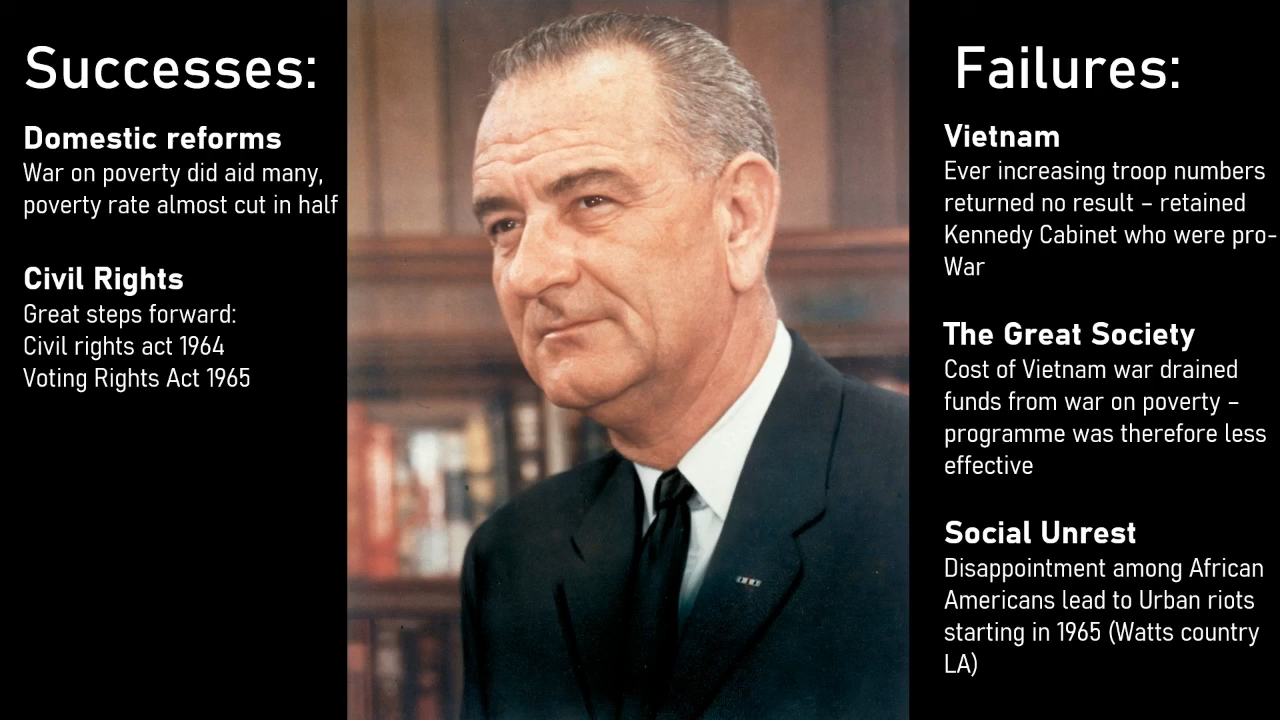 Successes:
Domestic reforms
War on poverty did aid many,
poverty rate almost cut in half
Civil Rights
Great steps forward:
Civil rights act 1964
Voting Rights Act 1965
Failures:
Vietnam
Ever increasing troop numbers
returned no result – retained
Kennedy Cabinet who were pro-
War
The Great Society
Cost of Vietnam war drained
funds from war on poverty –
programme was therefore less
effective
Social Unrest
Disappointment among African
Americans lead to Urban riots
starting in 1965 (Watts country
LA)